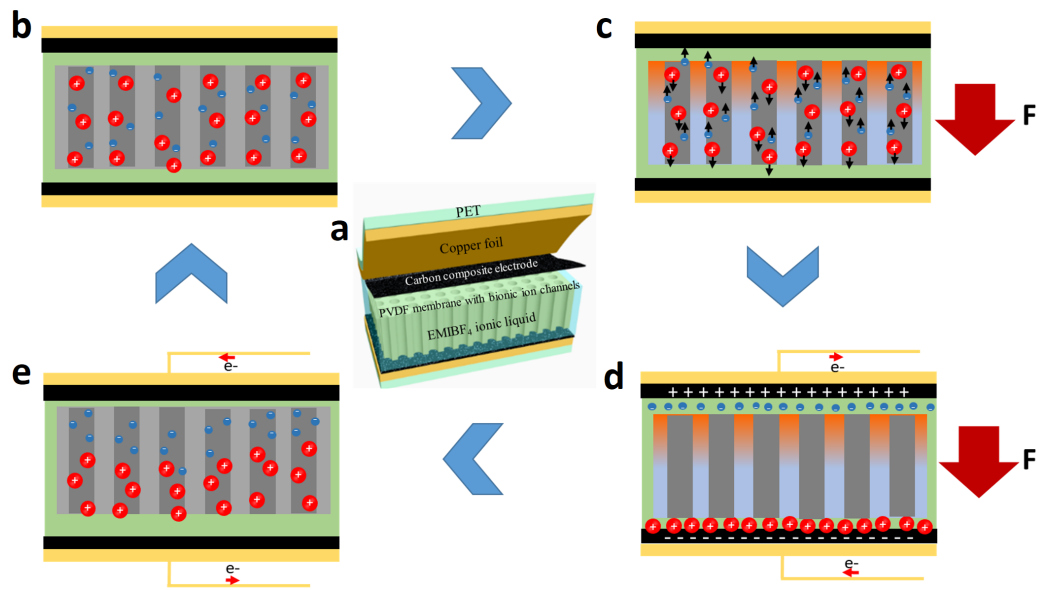 b
c
F
a
PET
Copper foil
Carbon composite electrode
PVDF membrane with bionic ion channels
EMIBF₄ ionic liquid
e
e-
e-
d
e-
+ + + + + + + + + + + + + +
F
- - - - - - - - - - - - - - - - -
e-